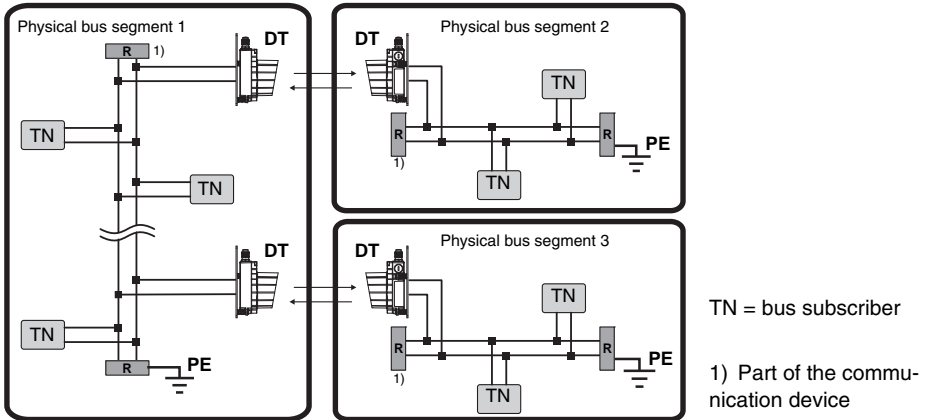 Physical bus segment 1
R 1)
DT
TN
TN
DT
TN
R
PE
Physical bus segment 2
DT
TN
R
R
PE
1)
TN
Physical bus segment 3
DT
TN
R
R
PE
1)
TN
TN = bus subscriber
1) Part of the commu-
nication device